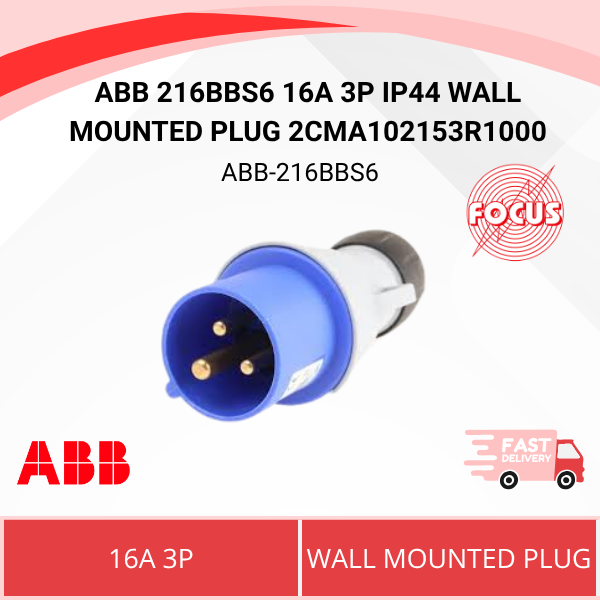 ABB 216BBS6 16A 3P IP44 WALL
MOUNTED PLUG 2CMA102153R1000
ABB-216BBS6
FOCUS
ABB
FAST
DELIVERY
16A 3P
WALL MOUNTED PLUG